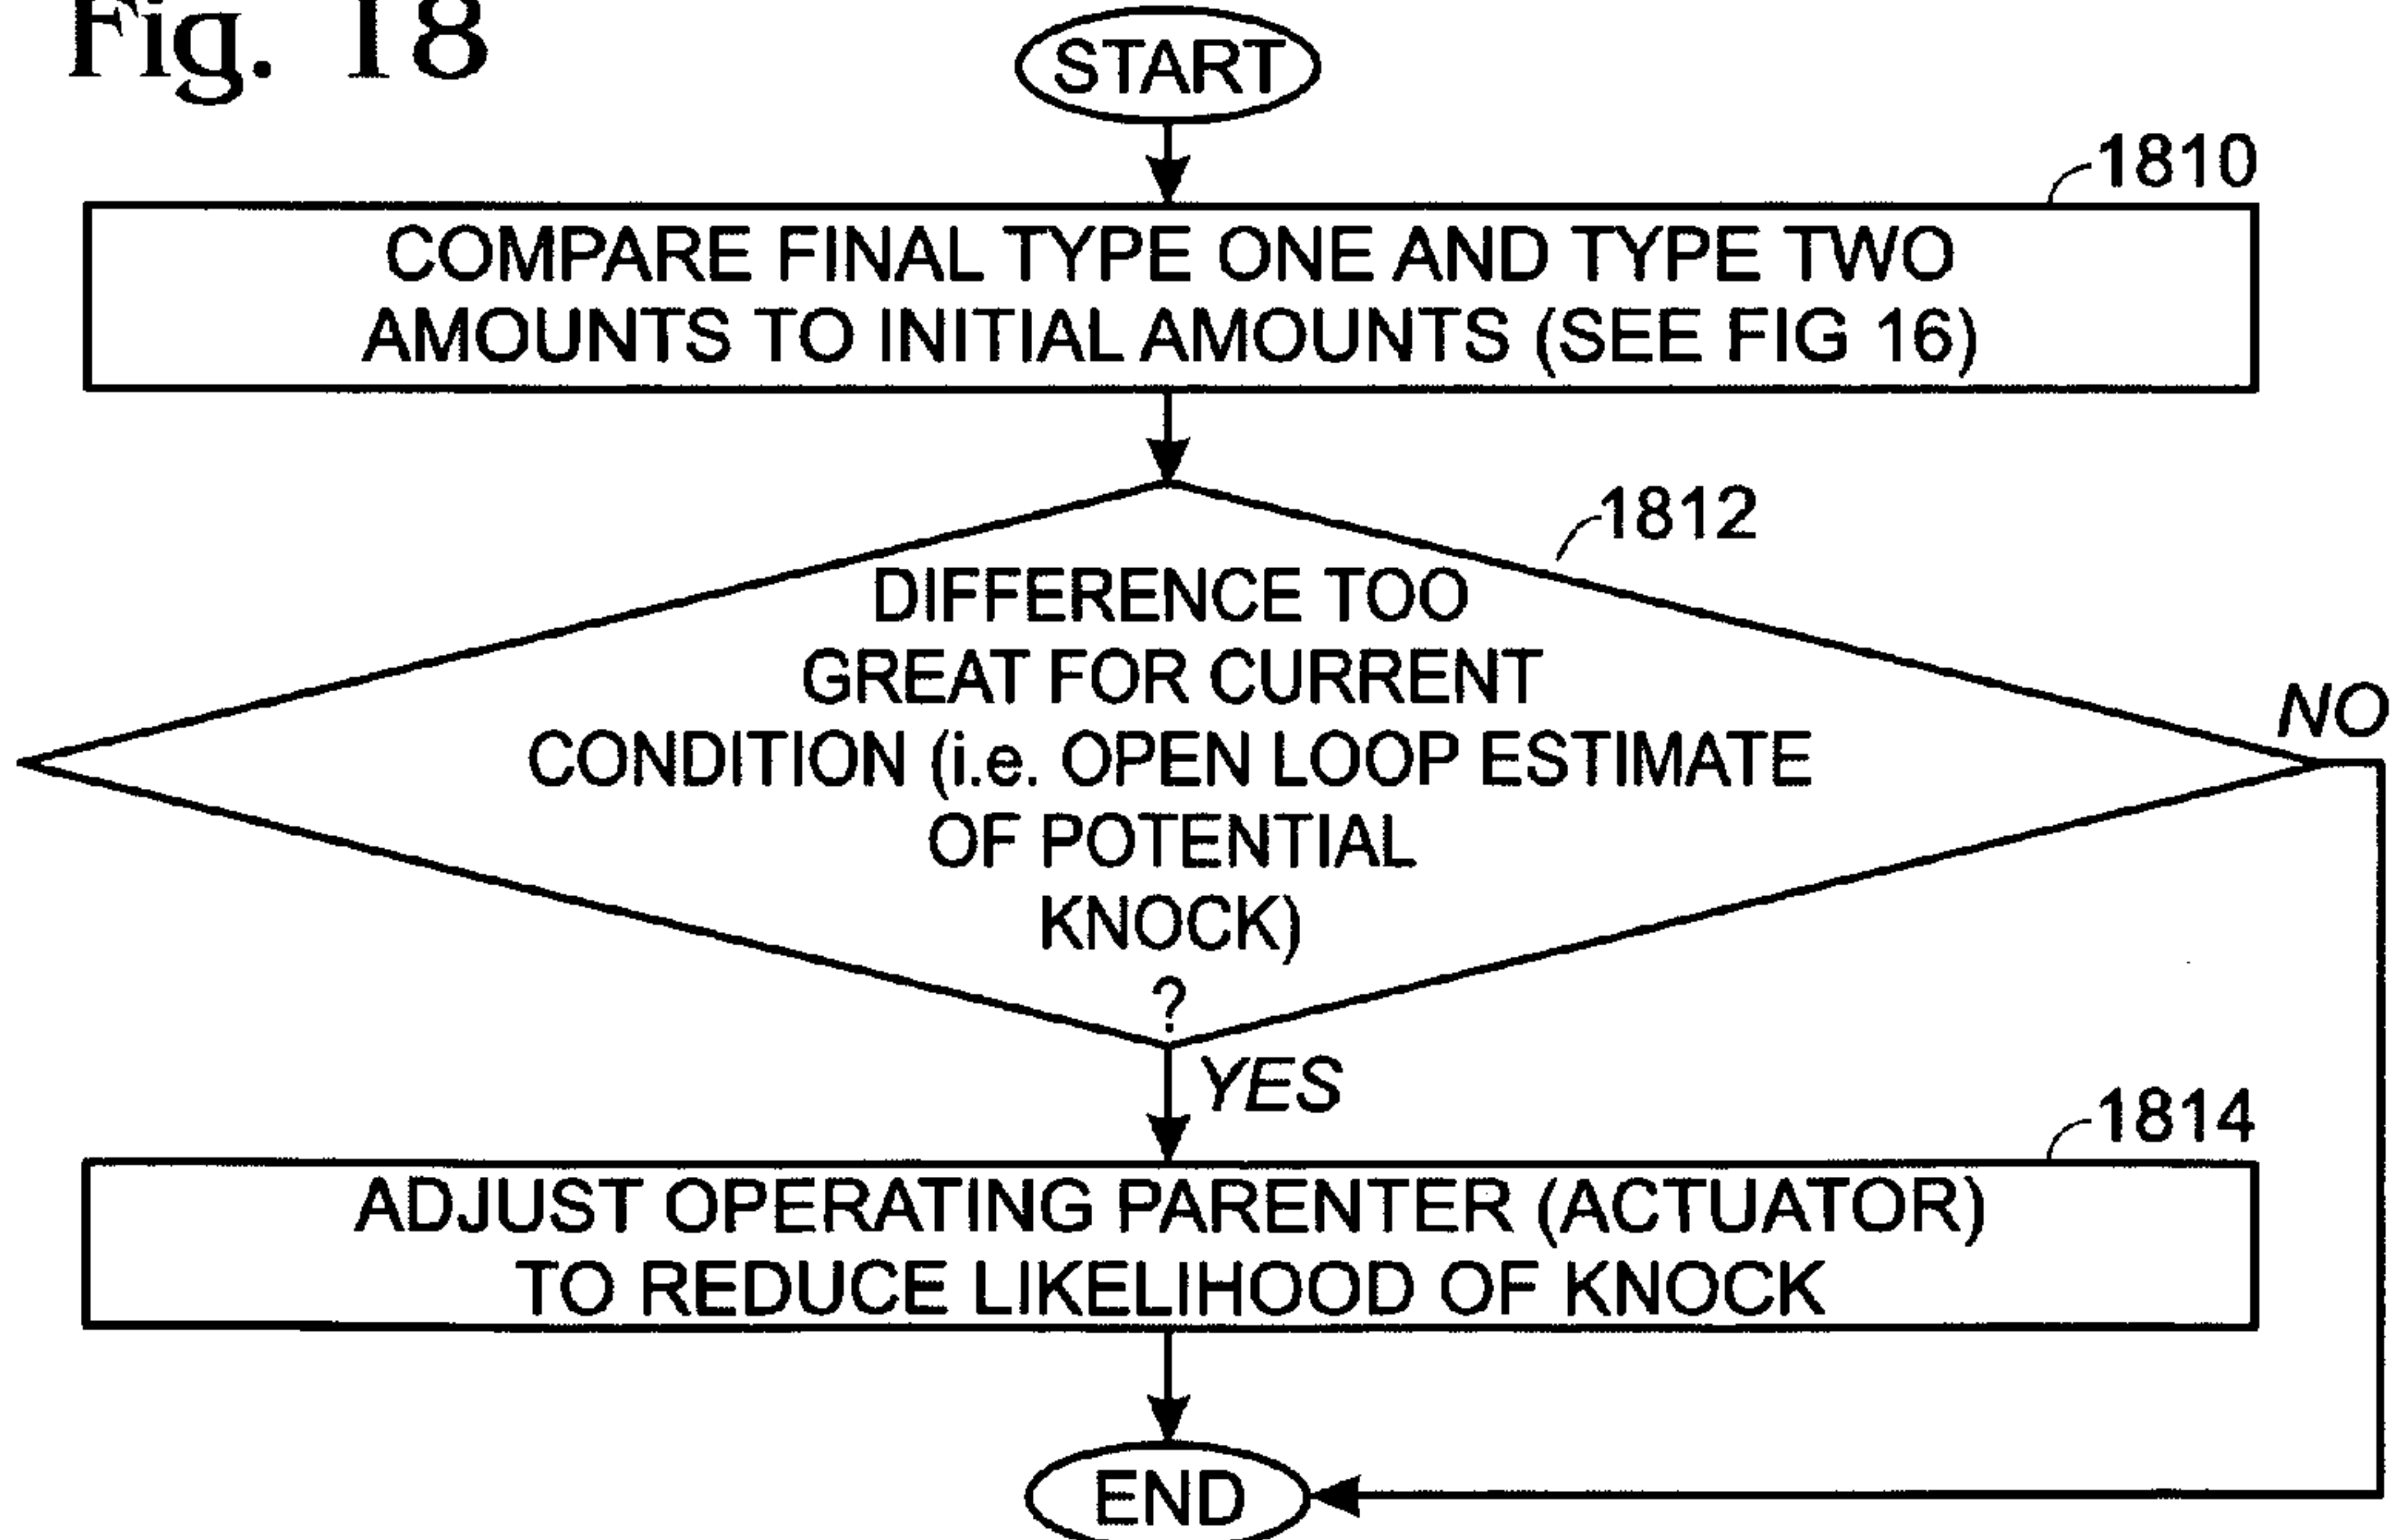 Fig. 18
START
1810
COMPARE FINAL TYPE ONE AND TYPE TWO
AMOUNTS TO INITIAL AMOUNTS (SEE FIG 16)
1812
DIFFERENCE TOO
GREAT FOR CURRENT
CONDITION (i.e. OPEN LOOP ESTIMATE
OF POTENTIAL
KNOCK)
?
NO
YES
1814
ADJUST OPERATING PARENTER (ACTUATOR)
TO REDUCE LIKELIHOOD OF KNOCK
END